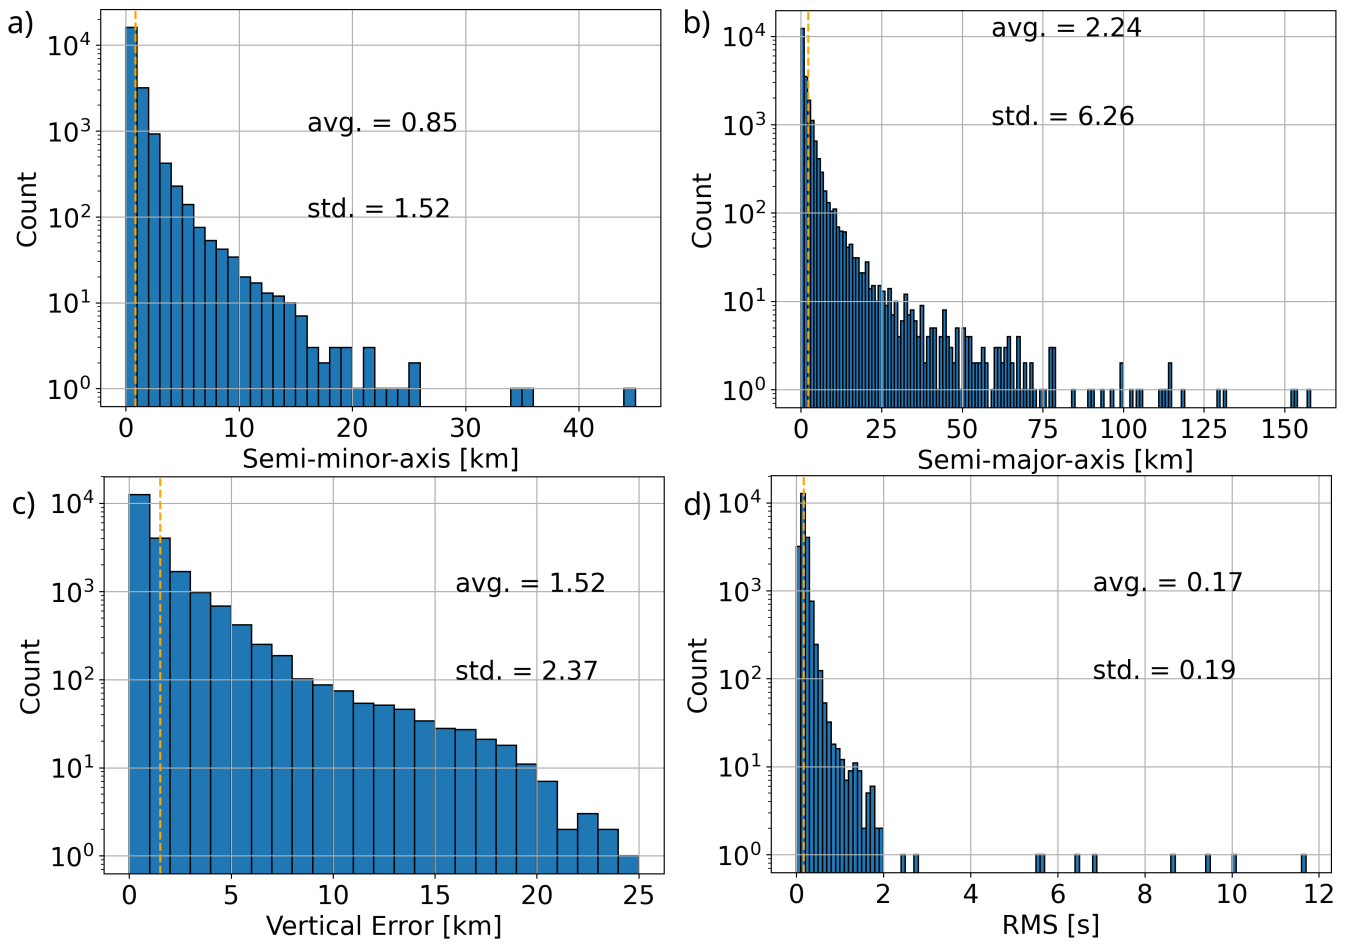 a)
10⁴
10³
10²
10¹
10⁰
Count
avg. = 0.85
std. = 1.52
0 10 20 30 40
Semi-minor-axis [km]
b)
10⁴
10³
10²
10¹
10⁰
Count
avg. = 2.24
std. = 6.26
0 25 50 75 100 125 150
Semi-major-axis [km]
c)
10⁴
10³
10²
10¹
10⁰
Count
avg. = 1.52
std. = 2.37
0 5 10 15 20 25
Vertical Error [km]
d)
10⁴
10³
10²
10¹
10⁰
Count
avg. = 0.17
std. = 0.19
0 2 4 6 8 10 12
RMS [s]